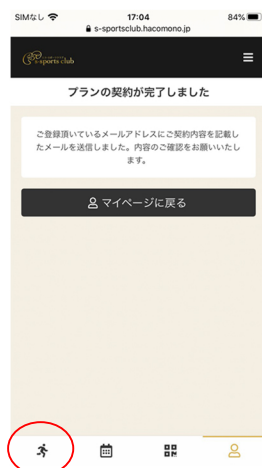 SIMなし 17:04 84%
s-sportsclub.hacomono.jp
s-sports club
プランの契約が完了しました
ご登録頂いているメールアドレスにご契約内容を記載し
たメールを送信しました。内容のご確認をお願いいたし
ます。
マイページに戻る